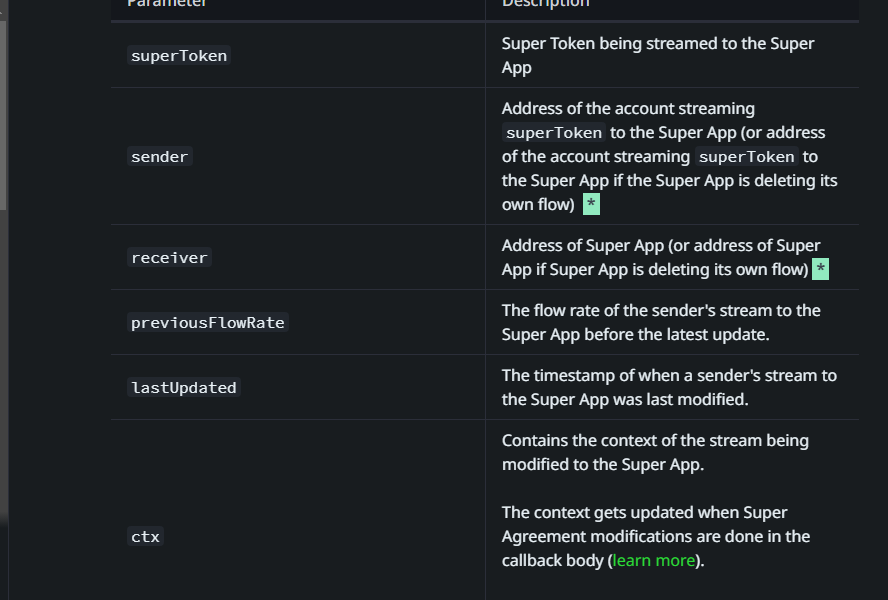 Parameter
Description
superToken
Super Token being streamed to the Super
App
sender
Address of the account streaming
superToken to the Super App (or address
of the account streaming superToken to
the Super App if the Super App is deleting its
own flow) *
receiver
Address of Super App (or address of Super
App if Super App is deleting its own flow) *
previousFlowRate
The flow rate of the sender's stream to the
Super App before the latest update.
lastUpdated
The timestamp of when a sender's stream to
the Super App was last modified.
ctx
Contains the context of the stream being
modified to the Super App.
The context gets updated when Super
Agreement modifications are done in the
callback body (learn more).